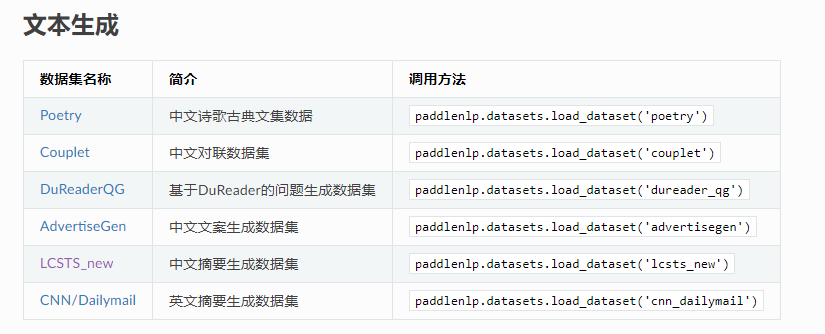 文本生成
数据集名称 简介 调用方法
Poetry 中文诗歌古典文集数据 paddlenlp.datasets.load_dataset('poetry')
Couplet 中文对联数据集 paddlenlp.datasets.load_dataset('couplet')
DuReaderQG 基于DuReader的问题生成数据集 paddlenlp.datasets.load_dataset('dureader_qg')
AdvertiseGen 中文文案生成数据集 paddlenlp.datasets.load_dataset('advertisegen')
LCSTS_new 中文摘要生成数据集 paddlenlp.datasets.load_dataset('lcsts_new')
CNN/Dailymail 英文摘要生成数据集 paddlenlp.datasets.load_dataset('cnn_dailymail')